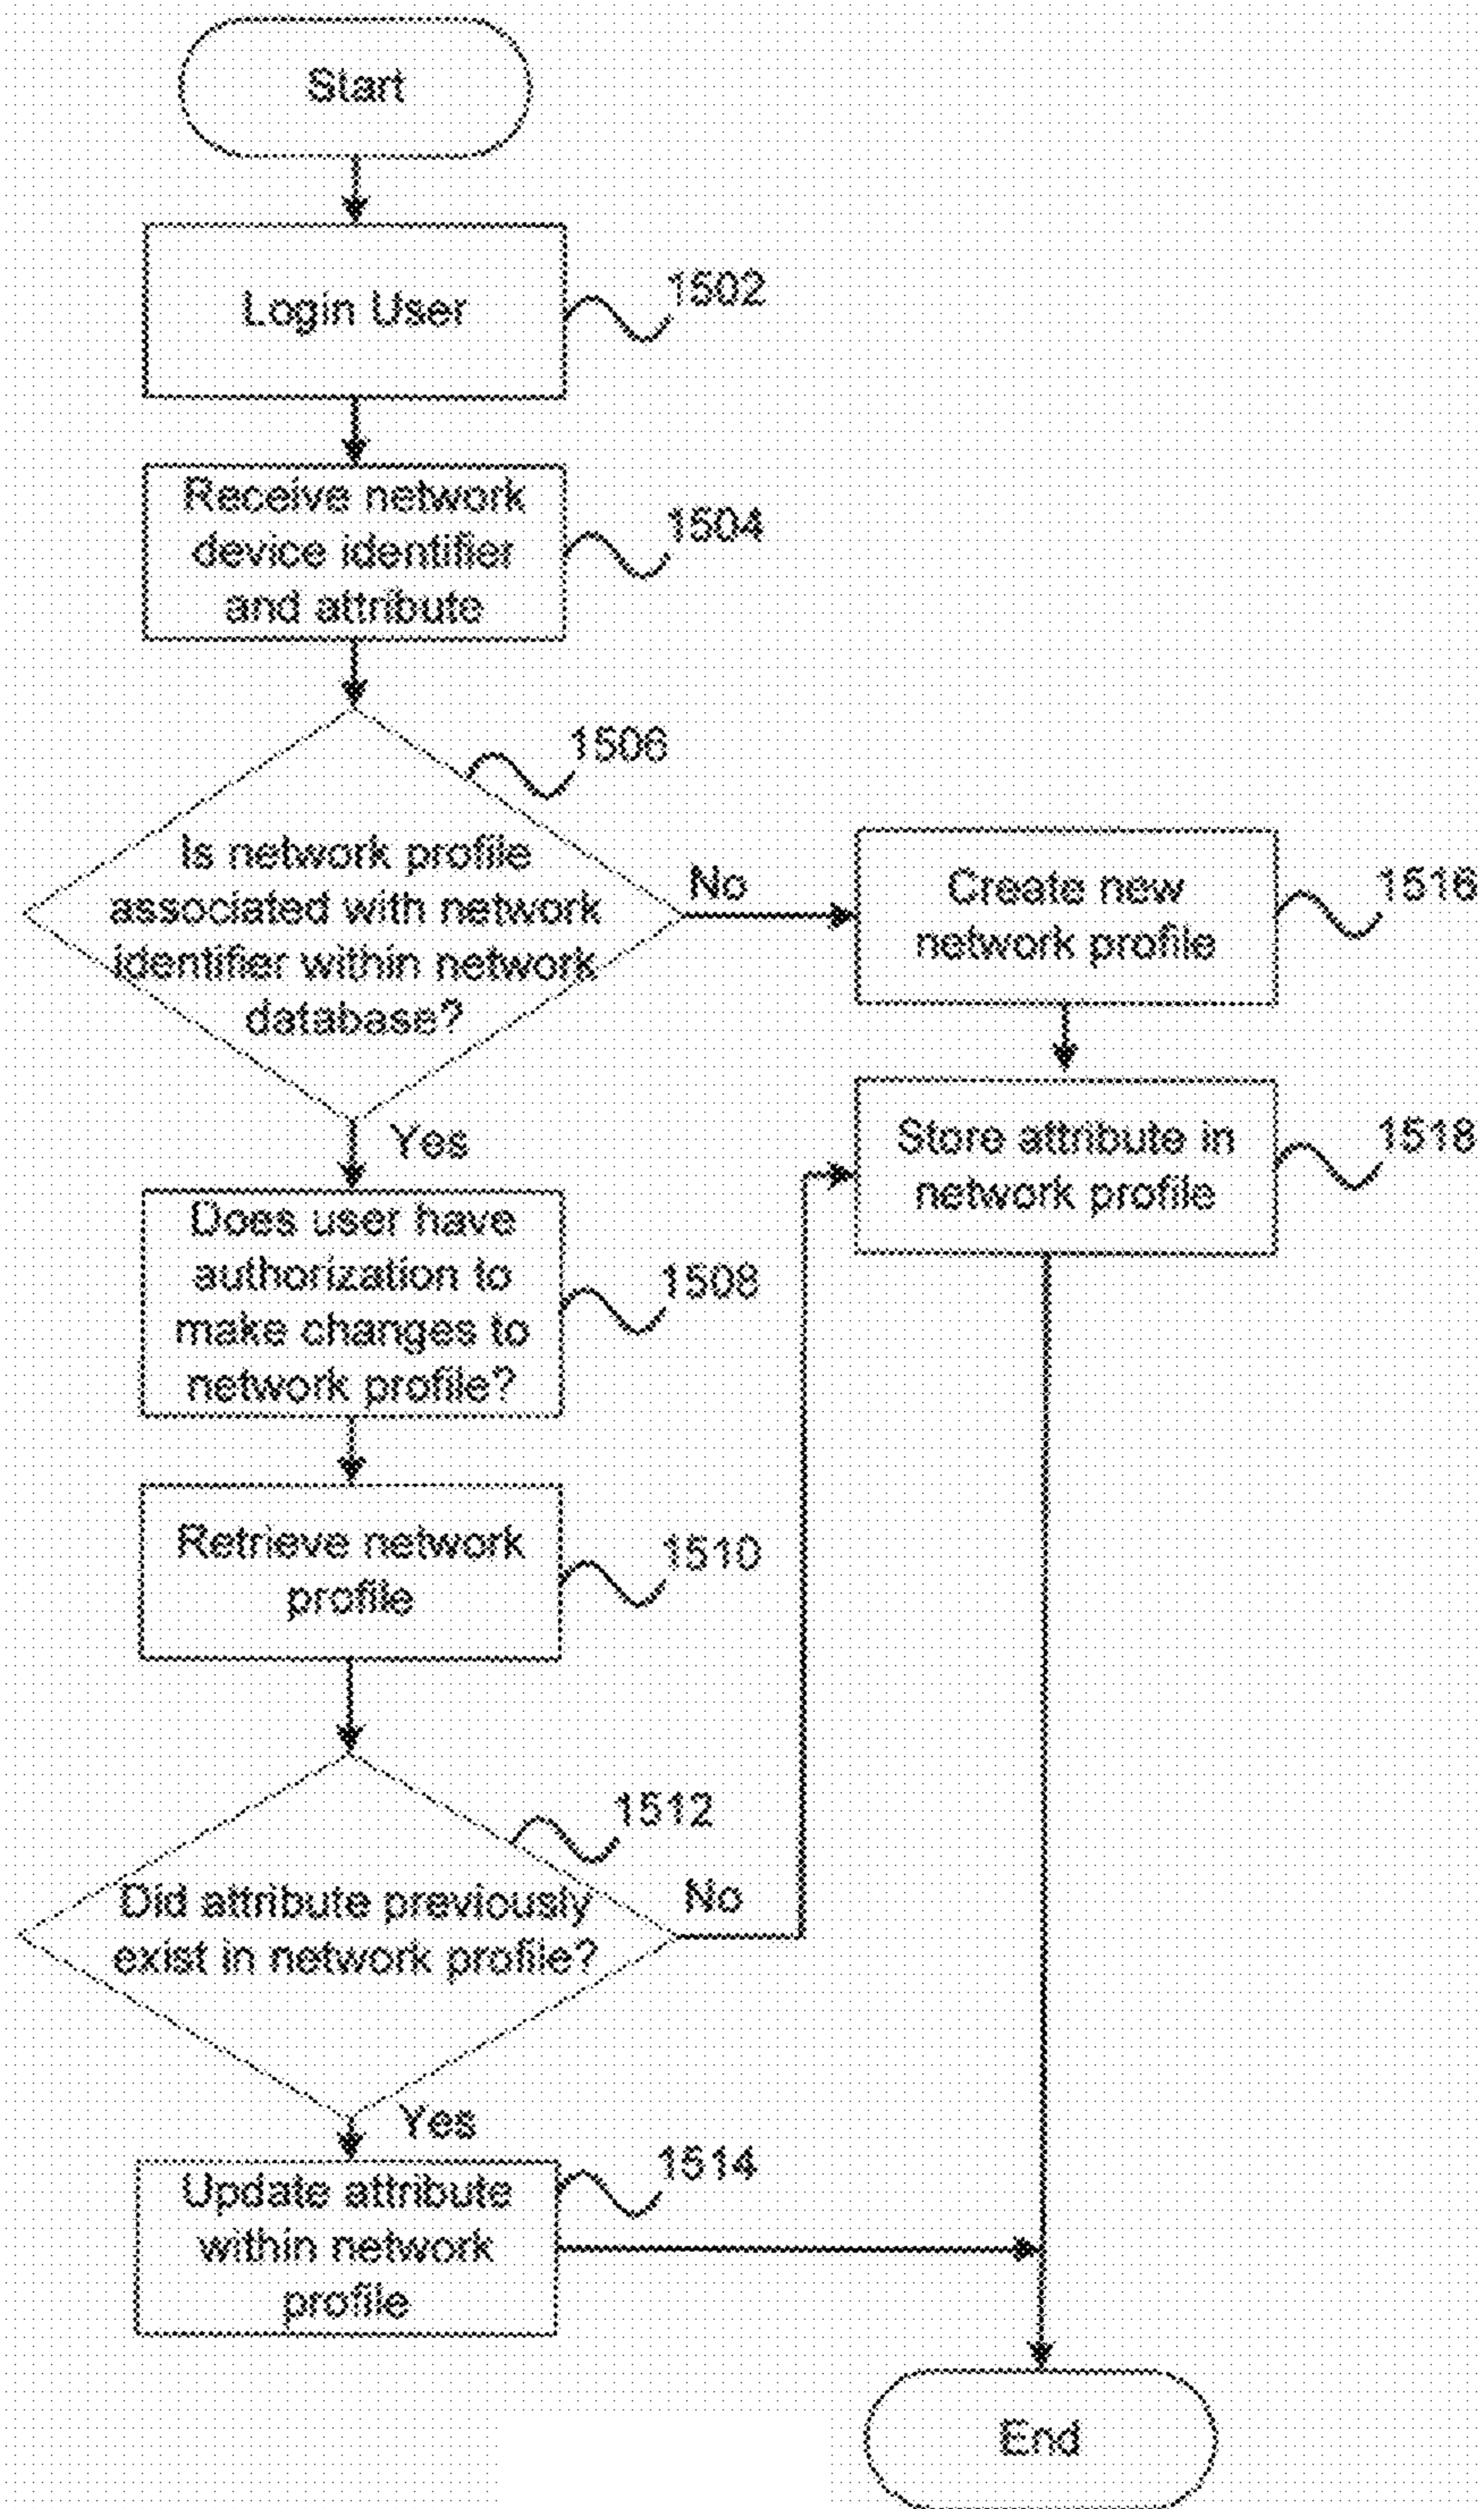 Start
Login User
1502
Receive network
device identifier
and attribute
1504
1506
Is network profile
associated with network
identifier within network
database?
No
Create new
network profile
1516
Yes
Store attribute in
network profile
1518
Does user have
authorization to
make changes to
network profile?
1508
Retrieve network
profile
1510
1512
Did attribute previously
exist in network profile?
No
Yes
Update attribute
within network
profile
1514
End